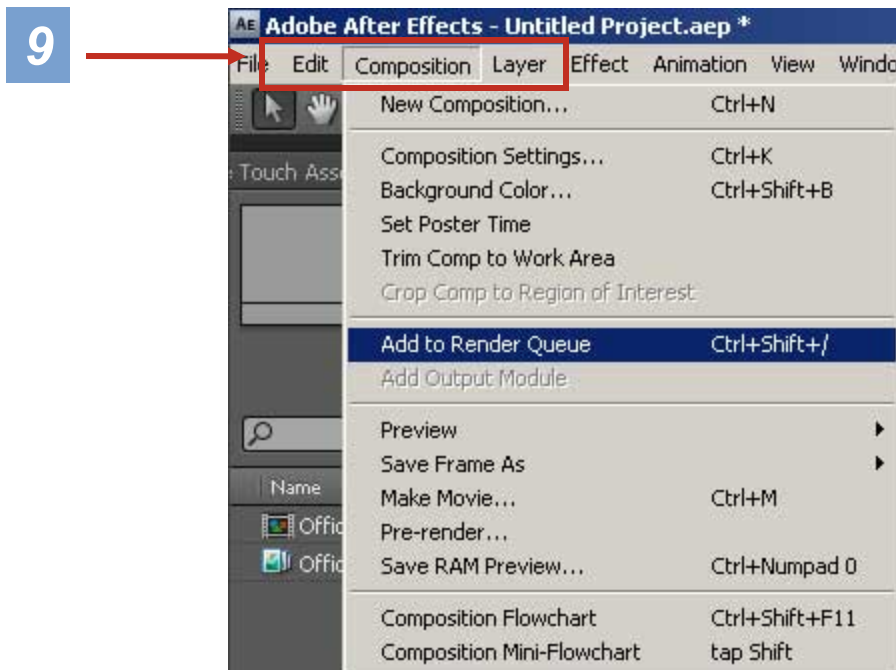 9
AE Adobe After Effects - Untitled Project.aep *
File Edit Composition Layer Effect Animation View Windo
New Composition... Ctrl+N
Composition Settings... Ctrl+K
Touch Ass
Background Color... Ctrl+Shift+B
Set Poster Time
Trim Comp to Work Area
Crop Comp to Region of Interest
Add to Render Queue Ctrl+Shift+/
Add Output Module
Preview
Save Frame As
Name
Make Movie... Ctrl+M
Offic
Pre-render...
Offic
Save RAM Preview... Ctrl+Numpad 0
Composition Flowchart Ctrl+Shift+F11
Composition Mini-Flowchart tap Shift